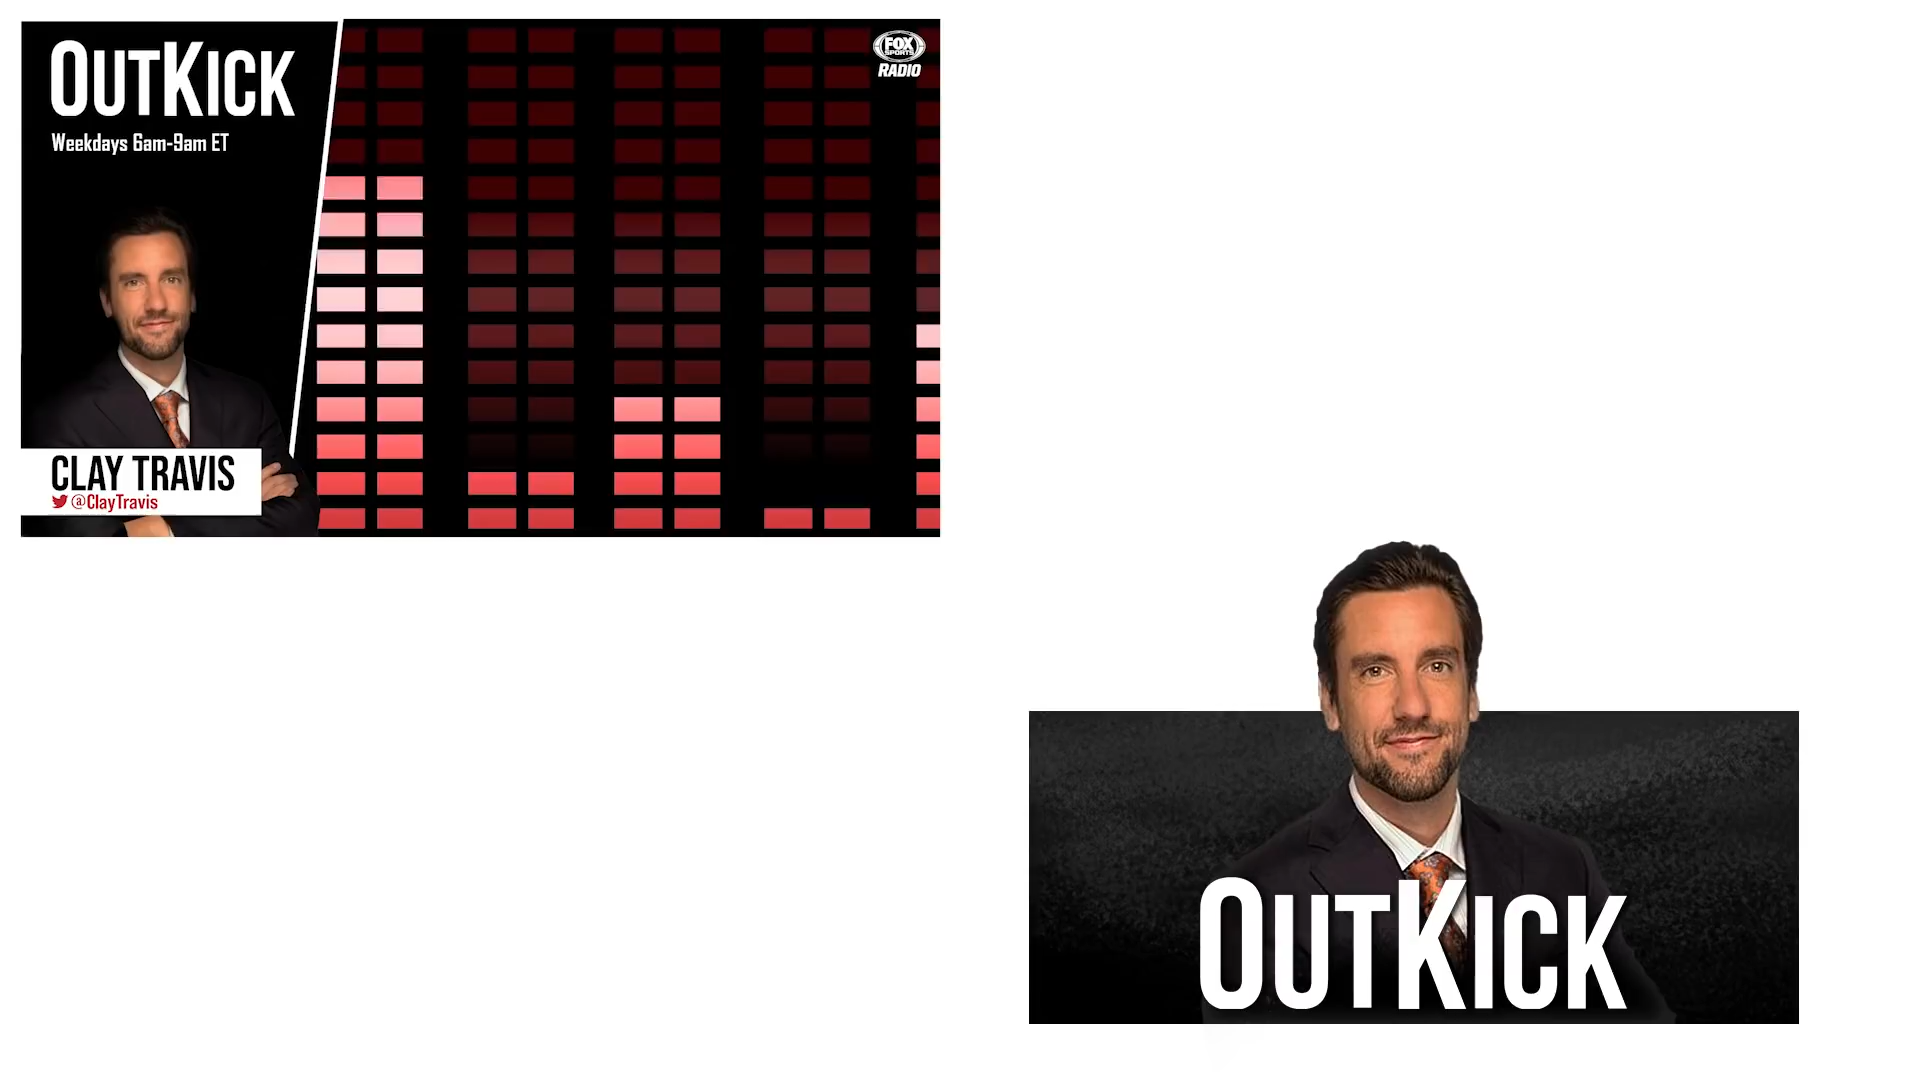 OUTKICK
Weekdays 6am-9am ET
FOX
SPORTS
RADIO
CLAY TRAVIS
@ClayTravis
OUTKICK